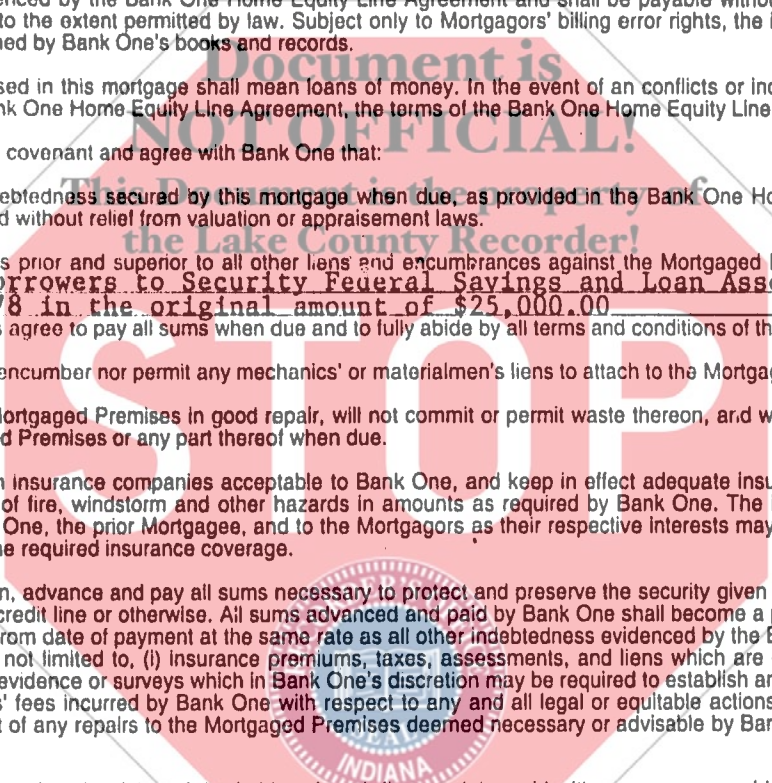 enced by the Bank One Home Equity Line Agreement and shall be payable withou
to the extent permitted by law. Subject only to Mortgagors' billing error rights, the
ned by Bank One's books and records.
sed in this mortgage shall mean loans of money. In the event of an conflicts or inc
nk One Home Equity Line Agreement, the terms of the Bank One Home Equity Line
covenant and agree with Bank One that:
ebtedness secured by this mortgage when due, as provided in the Bank One Ho
d without relief from valuation or appraisement laws.
s prior and superior to all other liens and encumbrances against the Mortgaged
orrowers to Security Federal Savings and Loan Asso
78 in the original amount of $25,000.00
s agree to pay all sums when due and to fully abide by all terms and conditions of th
encumber nor permit any mechanics' or materialmen's liens to attach to the Mortgag
Mortgaged Premises in good repair, will not commit or permit waste thereon, and w
d Premises or any part thereof when due.
n insurance companies acceptable to Bank One, and keep in effect adequate insu
of fire, windstorm and other hazards in amounts as required by Bank One. The
One, the prior Mortgagee, and to the Mortgagors as their respective interests may
ne required insurance coverage.
n, advance and pay all sums necessary to protect and preserve the security given
credit line or otherwise. All sums advanced and paid by Bank One shall become a p
rom date of payment at the same rate as all other indebtedness evidenced by the B
not limited to, (i) insurance premiums, taxes, assessments, and liens which are
evidence or surveys which in Bank One's discretion may be required to establish an
s' fees incurred by Bank One with respect to any and all legal or equitable actions
t of any repairs to the Mortgaged Premises deemed necessary or advisable by Ban
Document is
NOT OFFICIAL!
This Document is the property of
the Lake County Recorder!
STOP
RECORDER'S OFFICE
SEAL
INDIANA